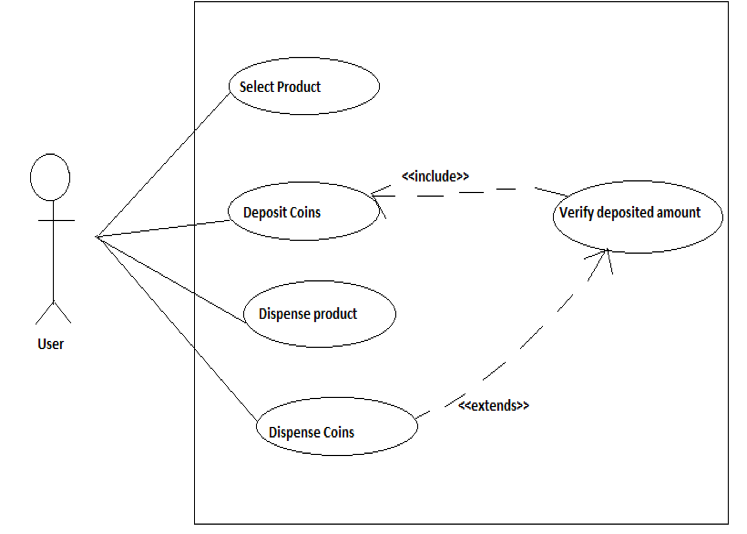 Select Product
<<include>>
Deposit Coins
Verify deposited amount
Dispense product
User
<<extends>>
Dispense Coins